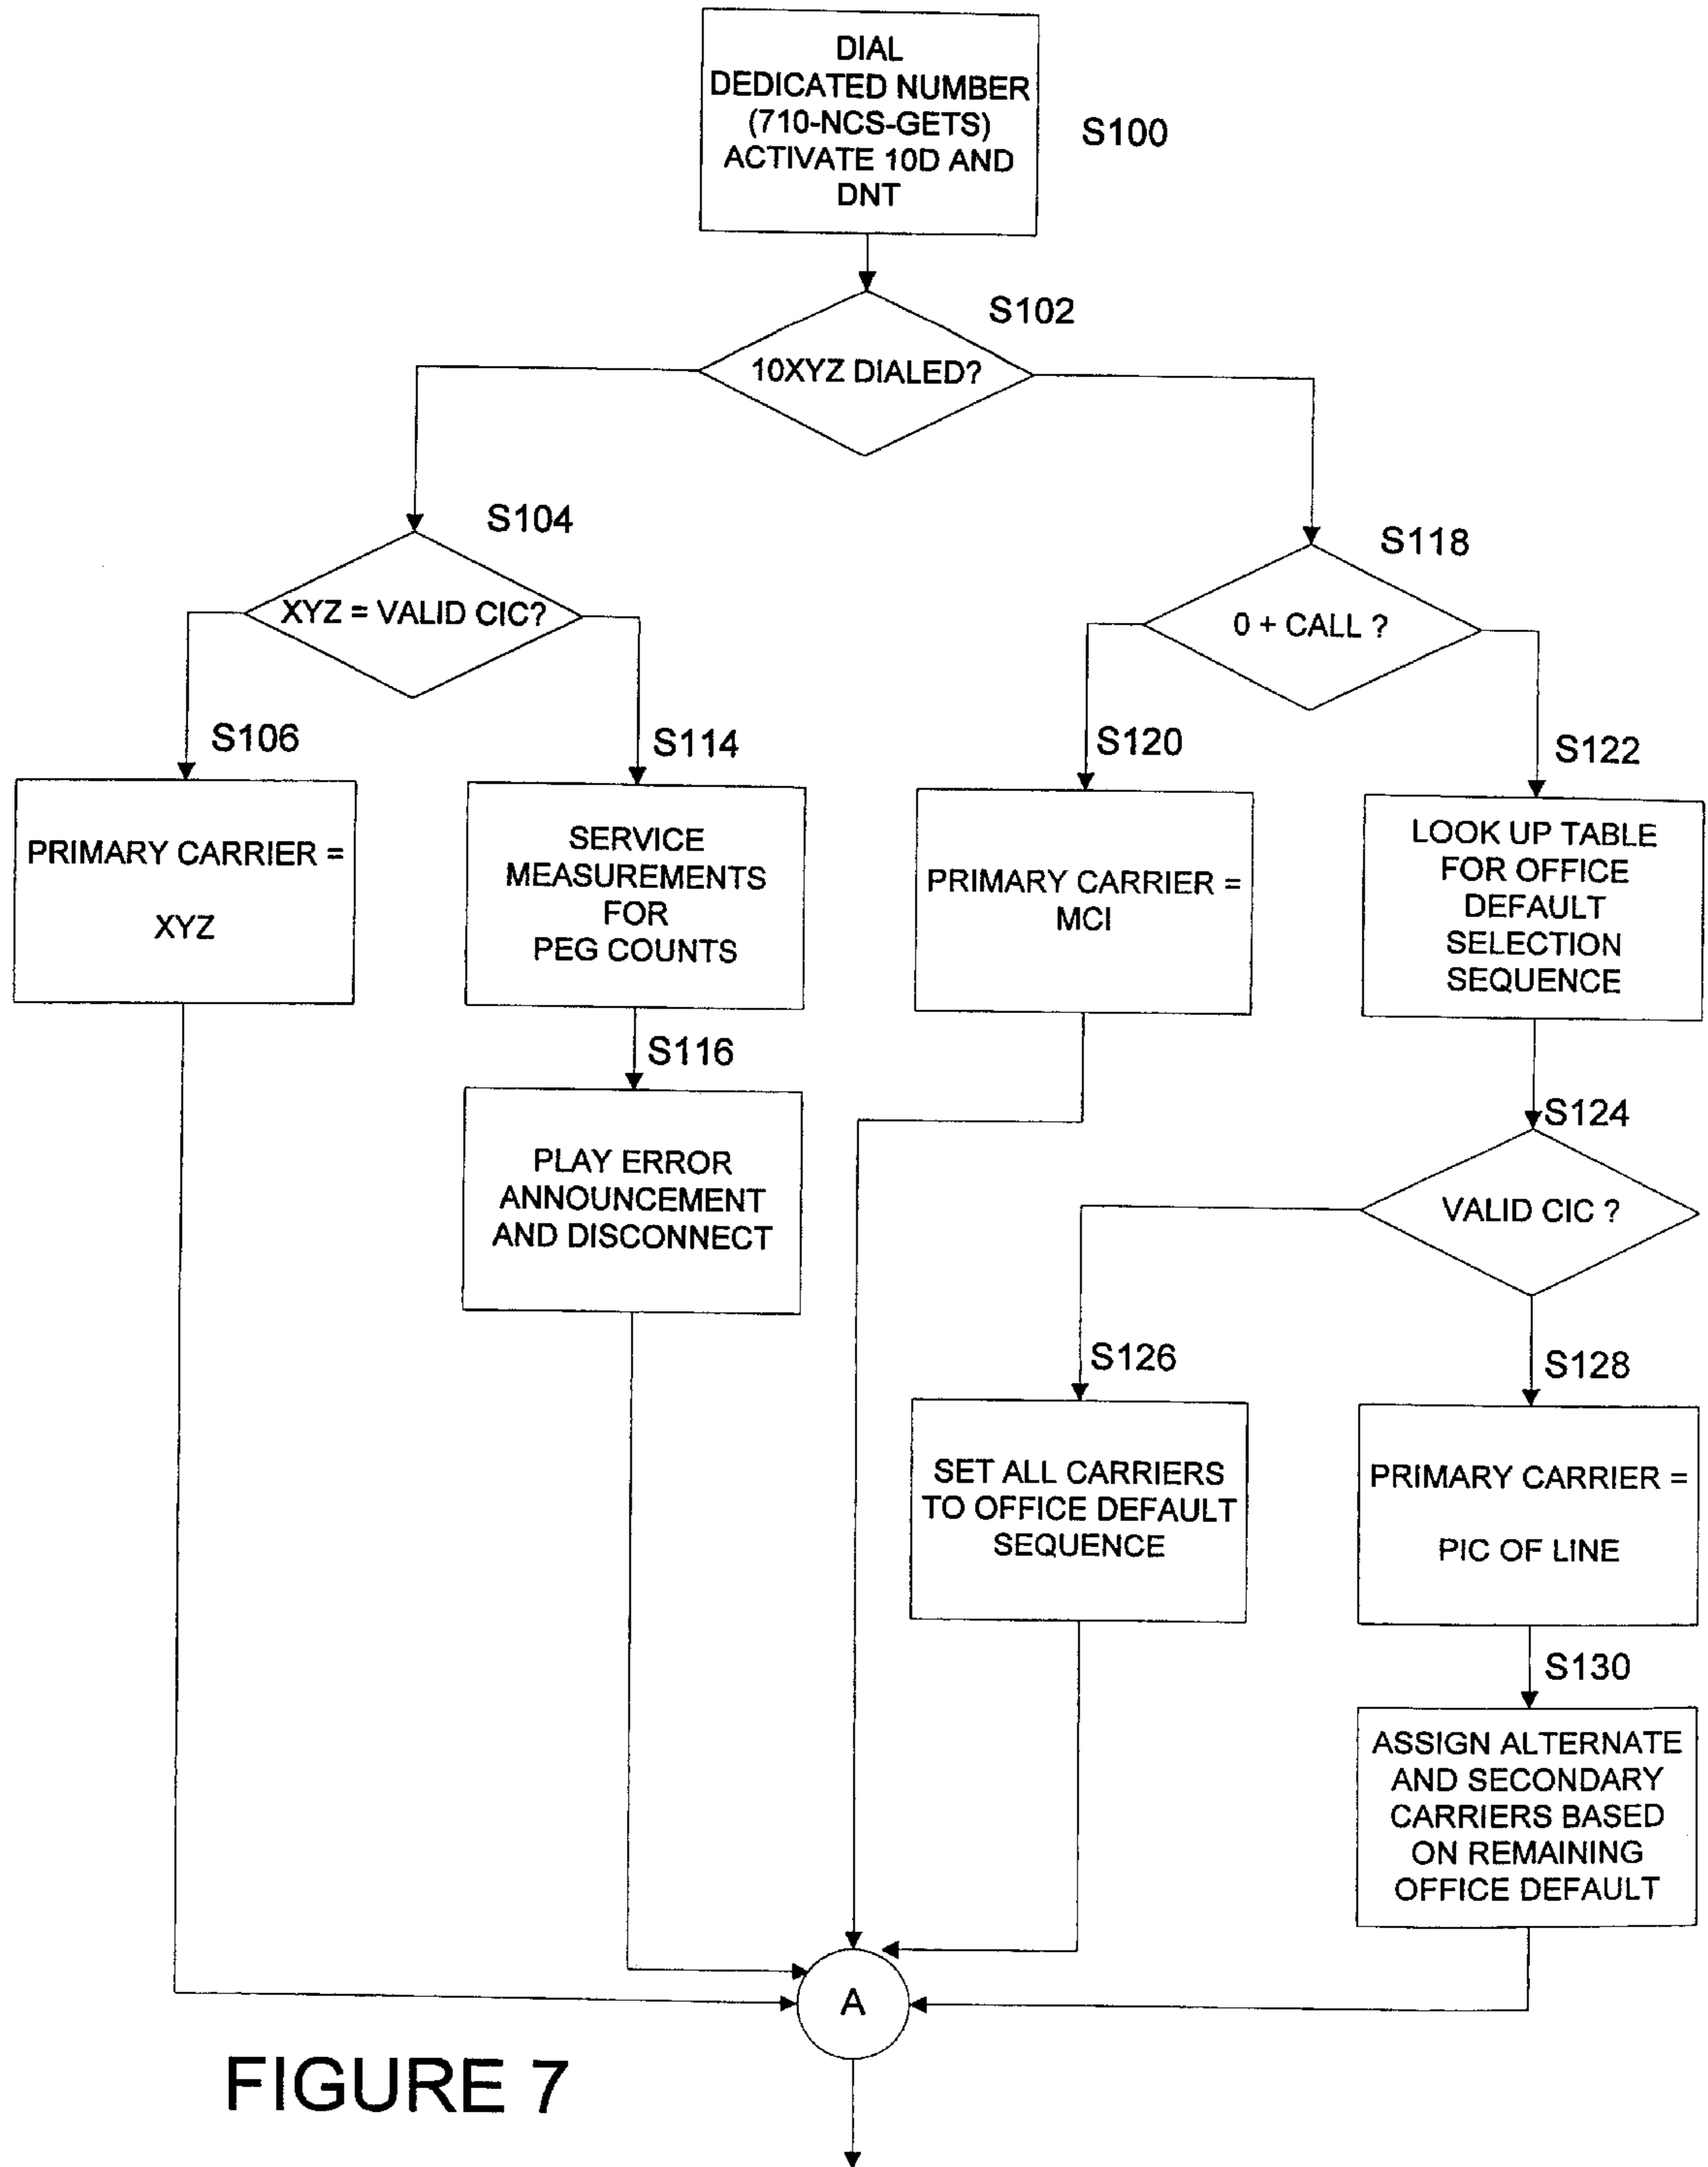 DIAL
DEDICATED NUMBER
(710-NCS-GETS)
ACTIVATE 10D AND
DNT
S100
S102
10XYZ DIALED?
S104
XYZ = VALID CIC?
S118
0 + CALL ?
S106
PRIMARY CARRIER =
XYZ
S114
SERVICE
MEASUREMENTS
FOR
PEG COUNTS
S120
PRIMARY CARRIER =
MCI
S122
LOOK UP TABLE
FOR OFFICE
DEFAULT
SELECTION
SEQUENCE
S116
PLAY ERROR
ANNOUNCEMENT
AND DISCONNECT
S124
VALID CIC ?
S126
SET ALL CARRIERS
TO OFFICE DEFAULT
SEQUENCE
S128
PRIMARY CARRIER =
PIC OF LINE
S130
ASSIGN ALTERNATE
AND SECONDARY
CARRIERS BASED
ON REMAINING
OFFICE DEFAULT
A
FIGURE 7